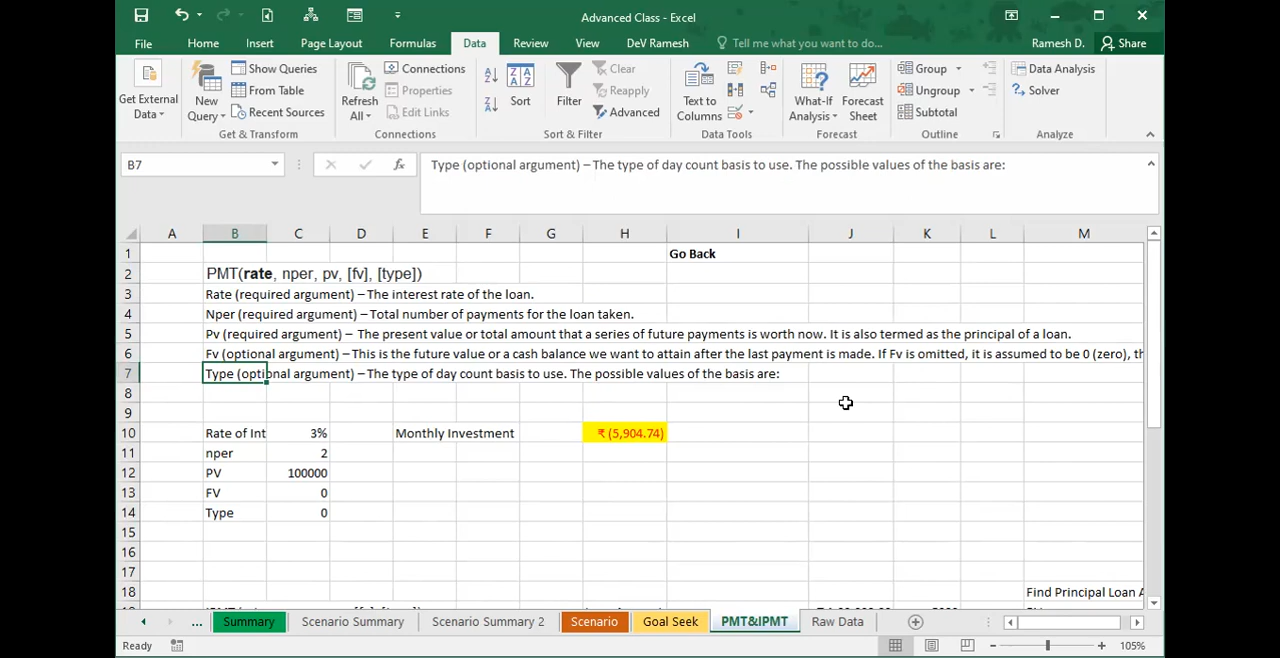 Advanced Class - Excel
File Home Insert Page Layout Formulas Data Review View DeV Ramesh Tell me what you want to do... Ramesh D. Share
Get External Data
New Query
Show Queries
From Table
Recent Sources
Get & Transform
Refresh All
Connections
Properties
Edit Links
Connections
Sort
Filter
Clear
Reapply
Advanced
Sort & Filter
Text to Columns
Data Tools
What-If Analysis
Forecast Sheet
Forecast
Group
Ungroup
Subtotal
Outline
Data Analysis
Solver
Analyze
B7
fx
Type (optional argument) – The type of day count basis to use. The possible values of the basis are:
A B C D E F G H I J K L M
1 Go Back
2 PMT(rate, nper, pv, [fv], [type])
3 Rate (required argument) – The interest rate of the loan.
4 Nper (required argument) – Total number of payments for the loan taken.
5 Pv (required argument) – The present value or total amount that a series of future payments is worth now. It is also termed as the principal of a loan.
6 Fv (optional argument) – This is the future value or a cash balance we want to attain after the last payment is made. If Fv is omitted, it is assumed to be 0 (zero), th
7 Type (optional argument) – The type of day count basis to use. The possible values of the basis are:
8
9
10 Rate of Int 3% Monthly Investment ₹ (5,904.74)
11 nper 2
12 PV 100000
13 FV 0
14 Type 0
15
16
17
18 Find Principal Loan A
... Summary Scenario Summary Scenario Summary 2 Scenario Goal Seek PMT&IPMT Raw Data
Ready 105%